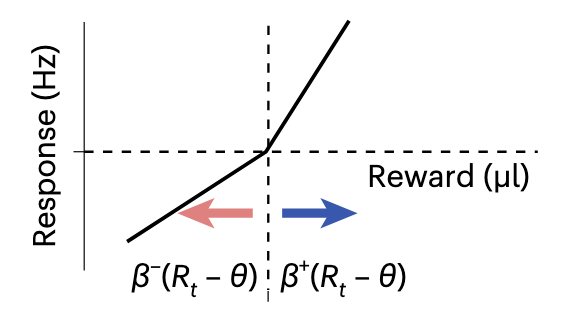 Response (Hz)
Reward (µl)
β⁻(Rₜ – θ)
β⁺(Rₜ – θ)